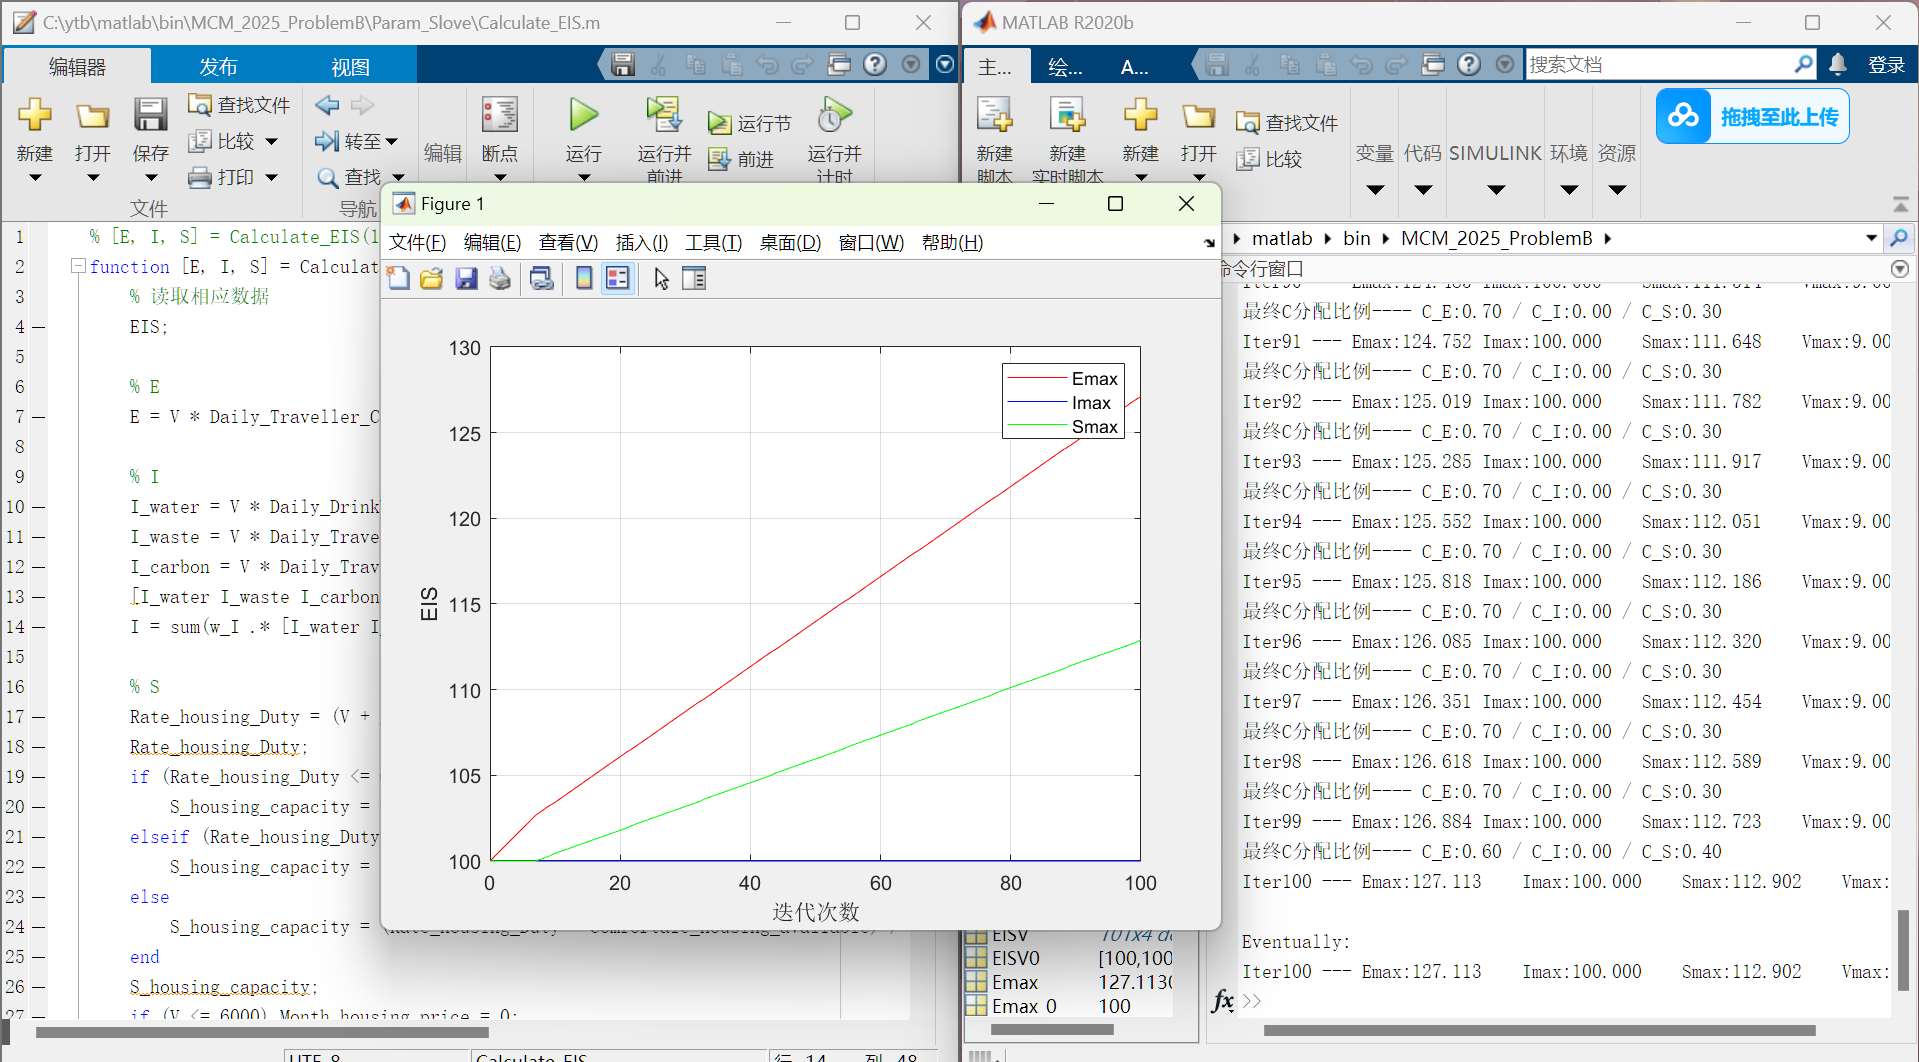 C:\ytb\matlab\bin\MCM_2025_ProblemB\Param_Slove\Calculate_EIS.m
编辑器 发布 视图
新建 打开 保存 查找文件 比较 打印 转至 查找 编辑 断点 运行 运行并前进 运行节 前进 运行并计时
文件 导航
1 % [E, I, S] = Calculate_EIS(1
2 function [E, I, S] = Calculat
3 % 读取相应数据
4 EIS;
5
6 % E
7 E = V * Daily_Traveller_C
8
9 % I
10 I_water = V * Daily_Drink
11 I_waste = V * Daily_Trave
12 I_carbon = V * Daily_Trav
13 [I_water I_waste I_carbon
14 I = sum(w_I .* [I_water I_
15
16 % S
17 Rate_housing_Duty = (V +
18 Rate_housing_Duty;
19 if (Rate_housing_Duty <=
20 S_housing_capacity =
21 elseif (Rate_housing_Duty
22 S_housing_capacity =
23 else
24 S_housing_capacity =
25 end
26 S_housing_capacity;
27 if (V <= 6000) Month_housing_price = 0;
UTF-8 Calculate_EIS 行 14 列 48
Figure 1
文件(F) 编辑(E) 查看(V) 插入(I) 工具(T) 桌面(D) 窗口(W) 帮助(H)
130
125
120
115
110
105
100
EIS
0 20 40 60 80 100
迭代次数
Emax
Imax
Smax
MATLAB R2020b
主... 绘... A... 搜索文档 登录
新建脚本 新建实时脚本 新建 打开 查找文件 比较 变量 代码 SIMULINK 环境 资源
拖拽至此上传
matlab bin MCM_2025_ProblemB
命令行窗口
最终C分配比例---- C_E:0.70 / C_I:0.00 / C_S:0.30
Iter91 --- Emax:124.752 Imax:100.000 Smax:111.648 Vmax:9.00
最终C分配比例---- C_E:0.70 / C_I:0.00 / C_S:0.30
Iter92 --- Emax:125.019 Imax:100.000 Smax:111.782 Vmax:9.00
最终C分配比例---- C_E:0.70 / C_I:0.00 / C_S:0.30
Iter93 --- Emax:125.285 Imax:100.000 Smax:111.917 Vmax:9.00
最终C分配比例---- C_E:0.70 / C_I:0.00 / C_S:0.30
Iter94 --- Emax:125.552 Imax:100.000 Smax:112.051 Vmax:9.00
最终C分配比例---- C_E:0.70 / C_I:0.00 / C_S:0.30
Iter95 --- Emax:125.818 Imax:100.000 Smax:112.186 Vmax:9.00
最终C分配比例---- C_E:0.70 / C_I:0.00 / C_S:0.30
Iter96 --- Emax:126.085 Imax:100.000 Smax:112.320 Vmax:9.00
最终C分配比例---- C_E:0.70 / C_I:0.00 / C_S:0.30
Iter97 --- Emax:126.351 Imax:100.000 Smax:112.454 Vmax:9.00
最终C分配比例---- C_E:0.70 / C_I:0.00 / C_S:0.30
Iter98 --- Emax:126.618 Imax:100.000 Smax:112.589 Vmax:9.00
最终C分配比例---- C_E:0.70 / C_I:0.00 / C_S:0.30
Iter99 --- Emax:126.884 Imax:100.000 Smax:112.723 Vmax:9.00
最终C分配比例---- C_E:0.60 / C_I:0.00 / C_S:0.40
Iter100 --- Emax:127.113 Imax:100.000 Smax:112.902 Vmax:
Eventually:
Iter100 --- Emax:127.113 Imax:100.000 Smax:112.902 Vmax:
fx >>
EISV 101x4 do
EISV0 [100,100
Emax 127.1130
Emax_0 100